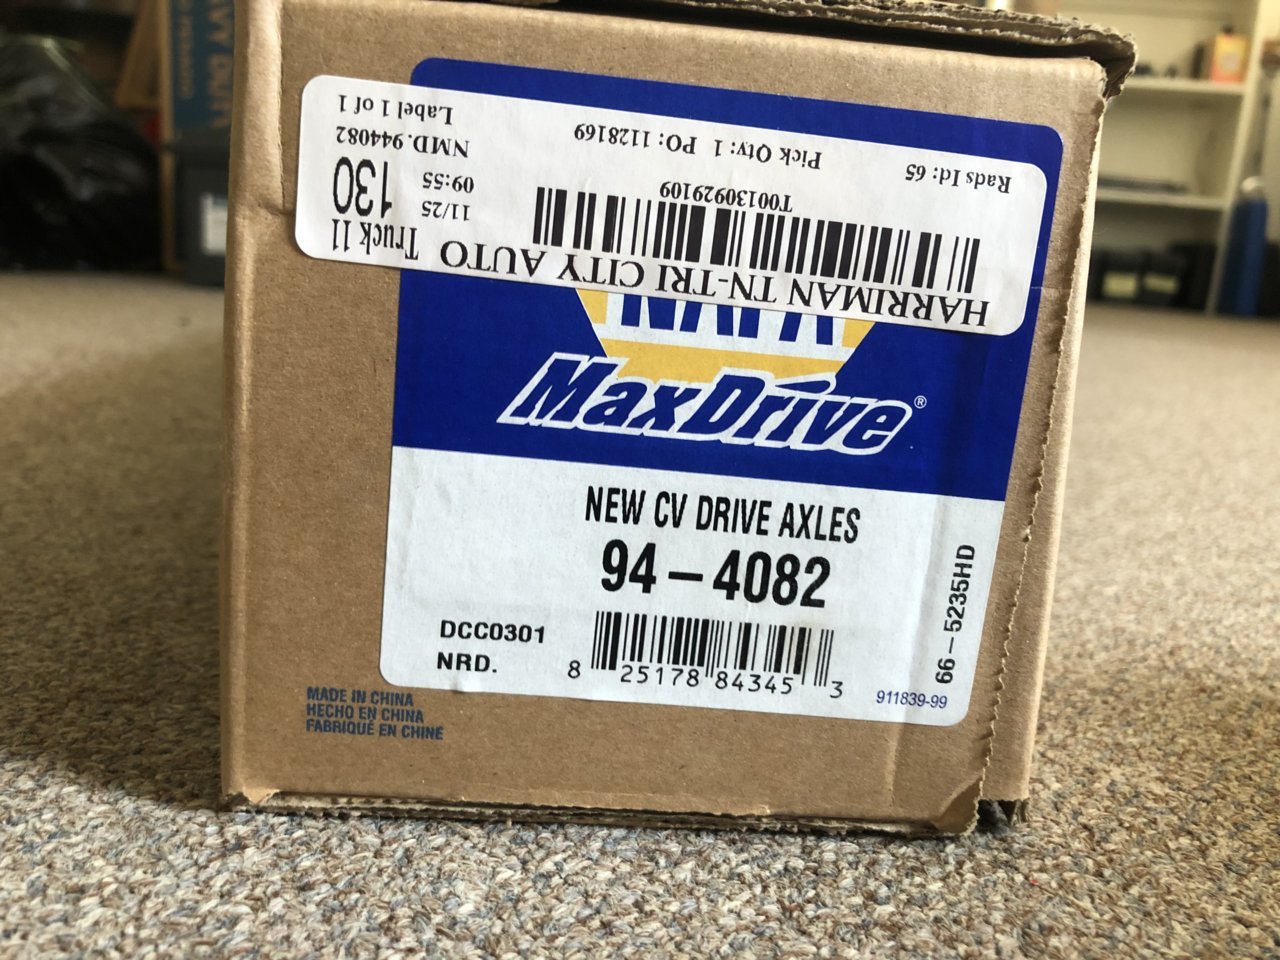 HARRIMAN TN-TRI CITY AUTO
Truck 11
130
11/25
09:55
NMD.944082
Label 1 of 1
T00130929109
Rads Id: 65
Pick Qty: 1 PO: 1128169
NAPA
MaxDrive®
NEW CV DRIVE AXLES
94-4082
DCC0301
NRD.
8 25178 84345 3
911839-99
66-5235HD
MADE IN CHINA
HECHO EN CHINA
FABRIQUÉ EN CHINE